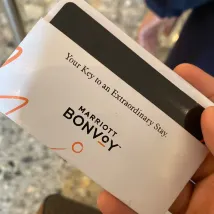 Your Key to an Extraordinary Stay.
MARRIOTT
BONVOY